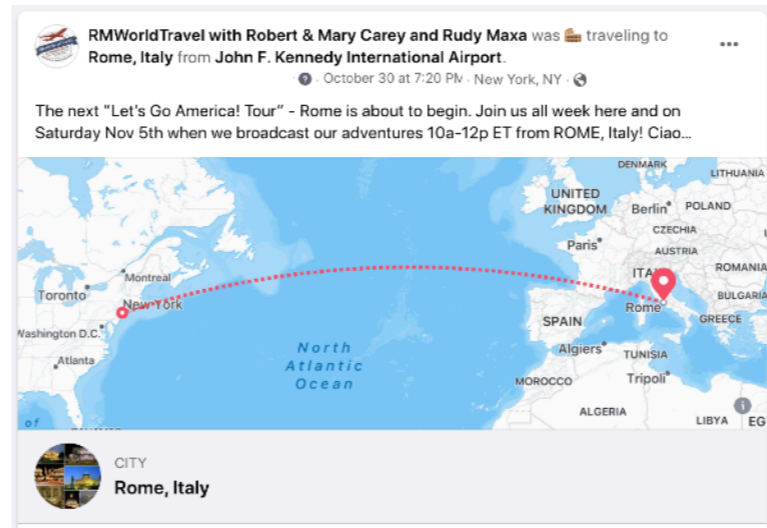 RMWorldTravel with Robert & Mary Carey and Rudy Maxa was traveling to
Rome, Italy from John F. Kennedy International Airport.
· October 30 at 7:20 PM · New York, NY ·
The next "Let's Go America! Tour" - Rome is about to begin. Join us all week here and on
Saturday Nov 5th when we broadcast our adventures 10a-12p ET from ROME, Italy! Ciao...
DENMARK
LITHUANIA
UNITED
KINGDOM
Berlin
POLAND
CZECHIA
Paris
AUSTRIA
Montreal
ROMANIA
Toronto
New York
Rome
BULGARIA
Washington D.C.
SPAIN
GREECE
North
Atlantic
Ocean
Algiers
TUNISIA
Atlanta
MOROCCO
Tripoli
ALGERIA
of
LIBYA
EG
CITY
Rome, Italy